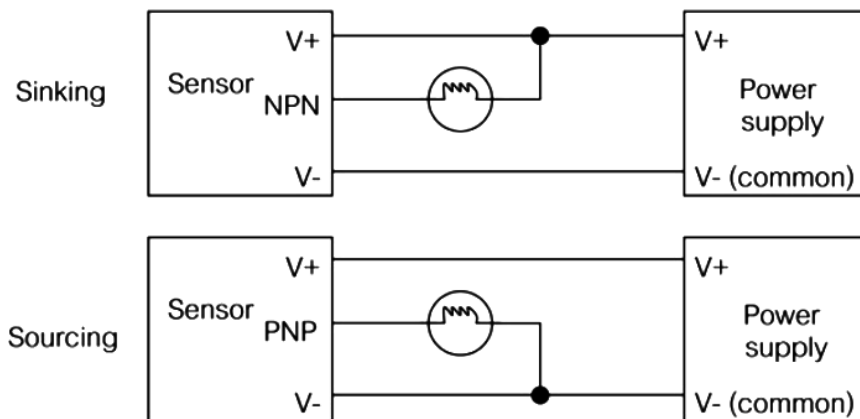 V+
V+
Sinking
Sensor
NPN
Power
supply
V-
V- (common)
V+
V+
Sourcing
Sensor
PNP
Power
supply
V-
V- (common)